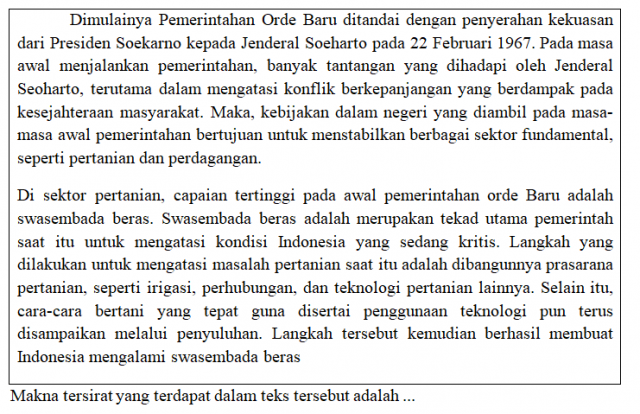 Dimulainya Pemerintahan Orde Baru ditandai dengan penyerahan kekuasan
dari Presiden Soekarno kepada Jenderal Soeharto pada 22 Februari 1967. Pada masa
awal menjalankan pemerintahan, banyak tantangan yang dihadapi oleh Jenderal
Seoharto, terutama dalam mengatasi konflik berkepanjangan yang berdampak pada
kesejahteraan masyarakat. Maka, kebijakan dalam negeri yang diambil pada masa-
masa awal pemerintahan bertujuan untuk menstabilkan berbagai sektor fundamental,
seperti pertanian dan perdagangan.
Di sektor pertanian, capaian tertinggi pada awal pemerintahan orde Baru adalah
swasembada beras. Swasembada beras adalah merupakan tekad utama pemerintah
saat itu untuk mengatasi kondisi Indonesia yang sedang kritis. Langkah yang
dilakukan untuk mengatasi masalah pertanian saat itu adalah dibangunnya prasarana
pertanian, seperti irigasi, perhubungan, dan teknologi pertanian lainnya. Selain itu,
cara-cara bertani yang tepat guna disertai penggunaan teknologi pun terus
disampaikan melalui penyuluhan. Langkah tersebut kemudian berhasil membuat
Indonesia mengalami swasembada beras
Makna tersirat yang terdapat dalam teks tersebut adalah ...